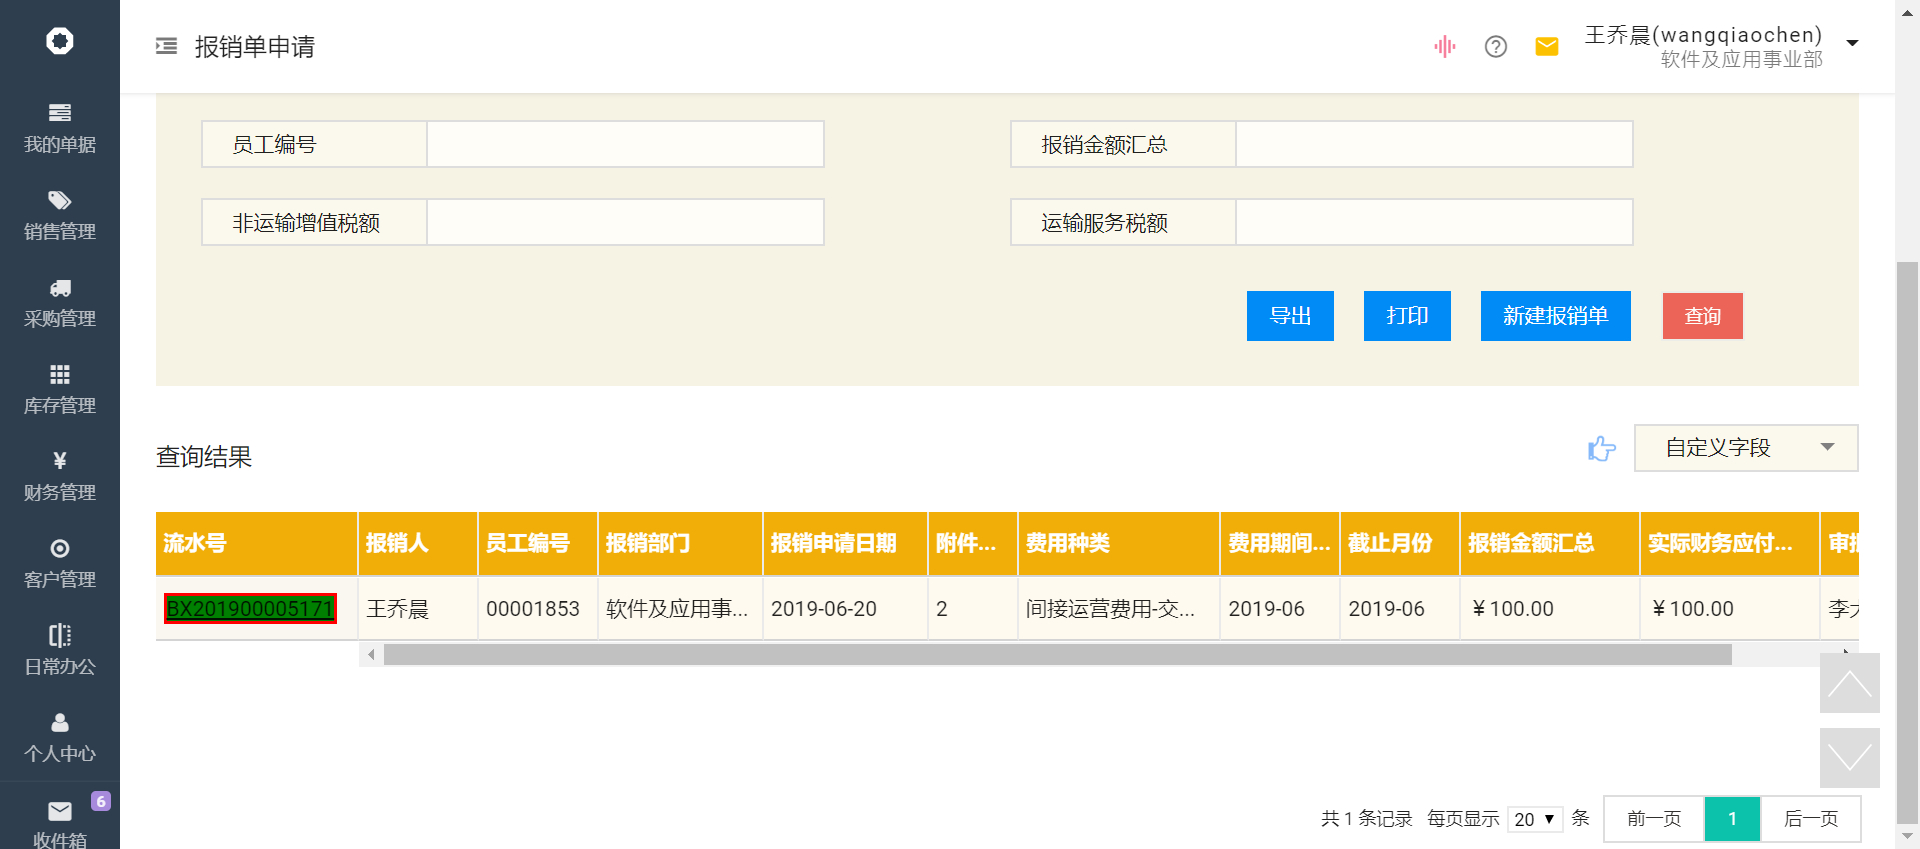 报销单申请
王乔晨(wangqiaochen)
软件及应用事业部
我的单据
销售管理
采购管理
库存管理
财务管理
客户管理
日常办公
个人中心
6
收件箱
员工编号
报销金额汇总
非运输增值税额
运输服务税额
导出
打印
新建报销单
查询
查询结果
自定义字段
流水号 报销人 员工编号 报销部门 报销申请日期 附件... 费用种类 费用期间... 截止月份 报销金额汇总 实际财务应付...
BX201900005171 王乔晨 00001853 软件及应用事... 2019-06-20 2 间接运营费用-交... 2019-06 2019-06 ￥100.00 ￥100.00
共 1 条记录 每页显示 20 条 前一页 1 后一页